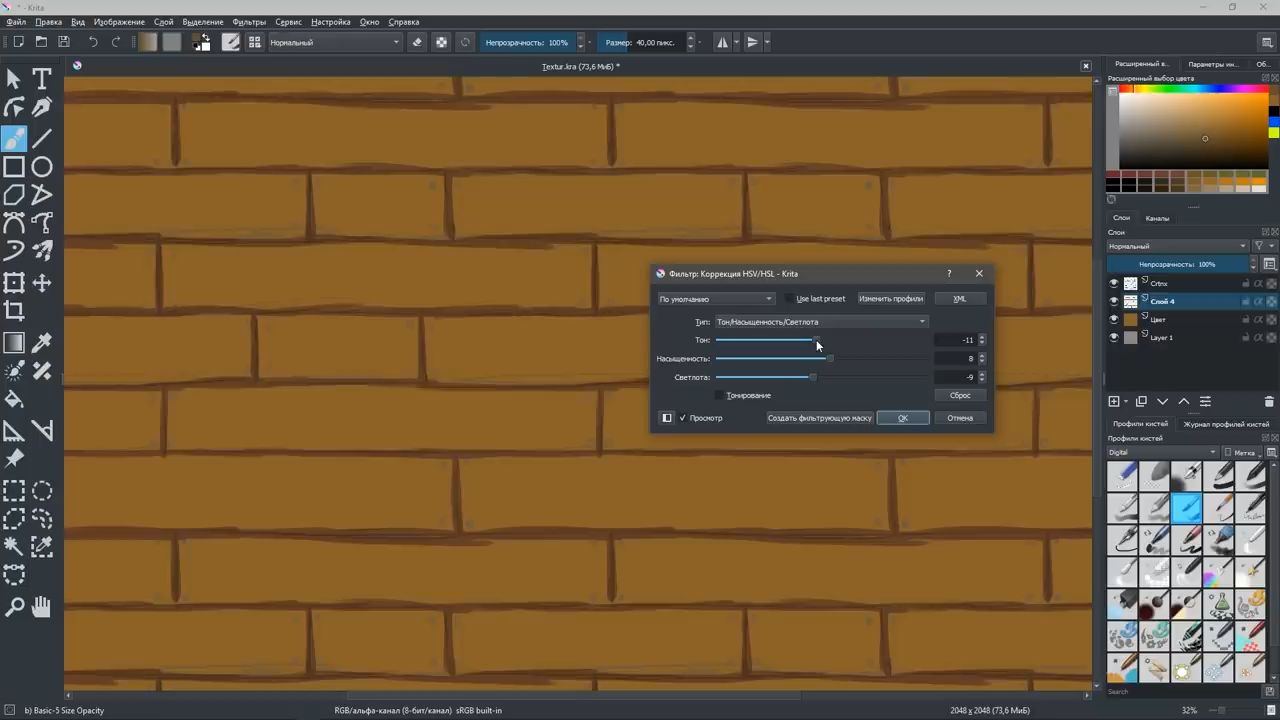 * - Krita
Файл Правка Вид Изображение Слой Выделение Фильтры Сервис Настройка Окно Справка
Нормальный Непрозрачность: 100% Размер: 40,00 пикс.
Textur.kra (73,6 МиБ) *
Расширенный в... Параметры ин... Об...
Расширенный выбор цвета
Слои Каналы
Слои
Нормальный
Непрозрачность: 100%
Crtnx
Слой 4
Цвет
Layer 1
Фильтр: Коррекция HSV/HSL - Krita
По умолчанию Use last preset Изменить профили XML
Тип: Тон/Насыщенность/Светлота
Тон: -11
Насыщенность: 8
Светлота: -9
Тонирование Сброс
Просмотр Создать фильтрующую маску ОК Отмена
Профили кистей Журнал профилей кистей
Профили кистей
Digital Метка
Search
b) Basic-5 Size Opacity RGB/альфа-канал (8-бит/канал) sRGB built-in 2048 x 2048 (73,6 МиБ) 32%